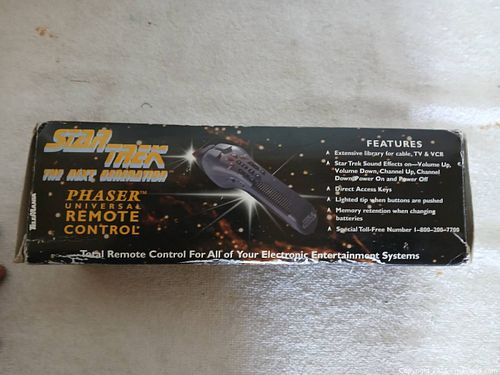 STAR TREK
THE NEXT GENERATION
PHASER™
UNIVERSAL
REMOTE
CONTROL
TELEMANIA
FEATURES
Extensive library for cable, TV & VCR
Star Trek Sound Effects on—Volume Up,
Volume Down, Channel Up, Channel
Down, Power On and Power Off
Direct Access Keys
Lighted tip when buttons are pushed
Memory retention when changing
batteries
Special Toll-Free Number 1-800-200-7700
Total Remote Control For All of Your Electronic Entertainment Systems